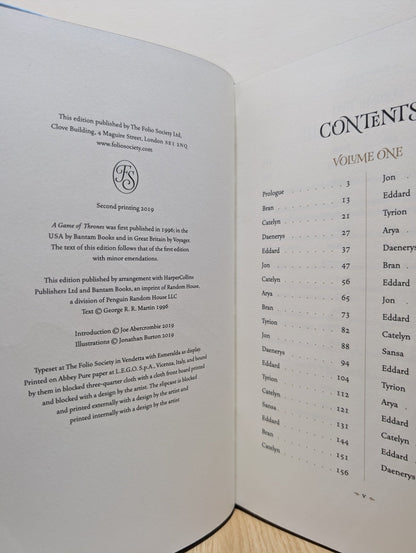 This edition published by The Folio Society Ltd,
Clove Building, 4 Maguire Street, London SE1 2NQ
www.foliosociety.com
FS
Second printing 2019
A Game of Thrones was first published in 1996; in the
USA by Bantam Books and in Great Britain by Voyager.
The text of this edition follows that of the first edition
with minor emendations.
This edition published by arrangement with HarperCollins
Publishers Ltd and Bantam Books, an imprint of Random House,
a division of Penguin Random House LLC
Text © George R. R. Martin 1996
Introduction © Joe Abercrombie 2019
Illustrations © Jonathan Burton 2019
Typeset at The Folio Society in Vendetta with Esmeralda as display
Printed on Abbey Pure paper at L.E.G.O. S.p.A., Vicenza, Italy, and bound
by them in blocked three-quarter cloth with a cloth front board printed
and blocked with a design by the artist. The slipcase is blocked
and printed externally with a design by the artist and
printed internally with a design by the artist
CONTENTS
VOLUME ONE
Prologue 3
Bran 13
Catelyn 21
Daenerys 27
Eddard 37
Jon 47
Catelyn 56
Arya 65
Bran 73
Tyrion 82
Jon 88
Daenerys 94
Eddard 104
Tyrion 112
Catelyn 121
Sansa 131
Eddard 144
Bran 151
Catelyn 156
Jon
Eddard
Tyrion
Arya
Daenerys
Bran
Catelyn
Jon
Eddard
Catelyn
Sansa
Eddard
Tyrion
Arya
Eddard
Catelyn
Eddard
Daenerys
~ v ~